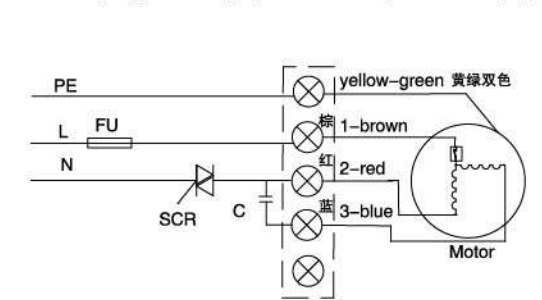 PE
yellow-green 黄绿双色
L
FU
棕
1-brown
N
红
2-red
SCR
C
蓝
3-blue
Motor